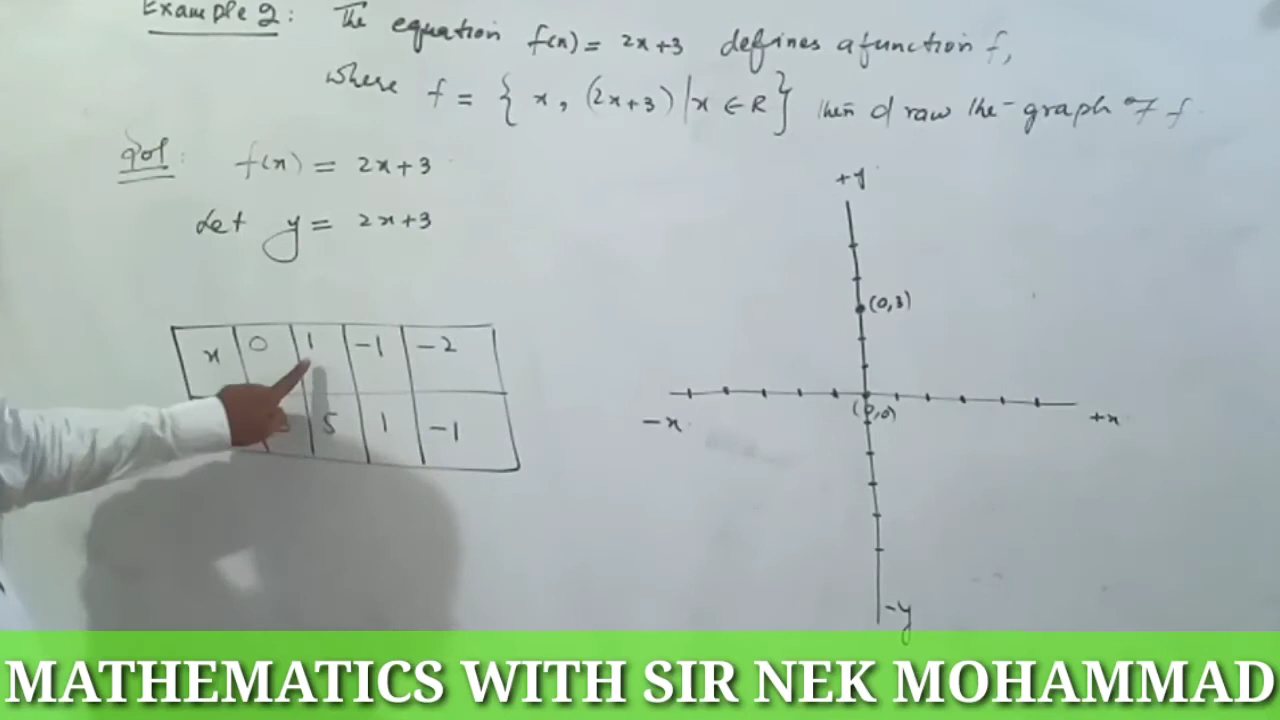 Example 2: The equation f(x) = 2x+3 defines a function f,
where f = { x, (2x+3) | x ∈ R } then draw the graph of f
Sol: f(x) = 2x+3
Let y = 2x+3
x 0 1 -1 -2
5 1 -1
+y
(0,3)
-x (0,0) +x
-y
MATHEMATICS WITH SIR NEK MOHAMMAD